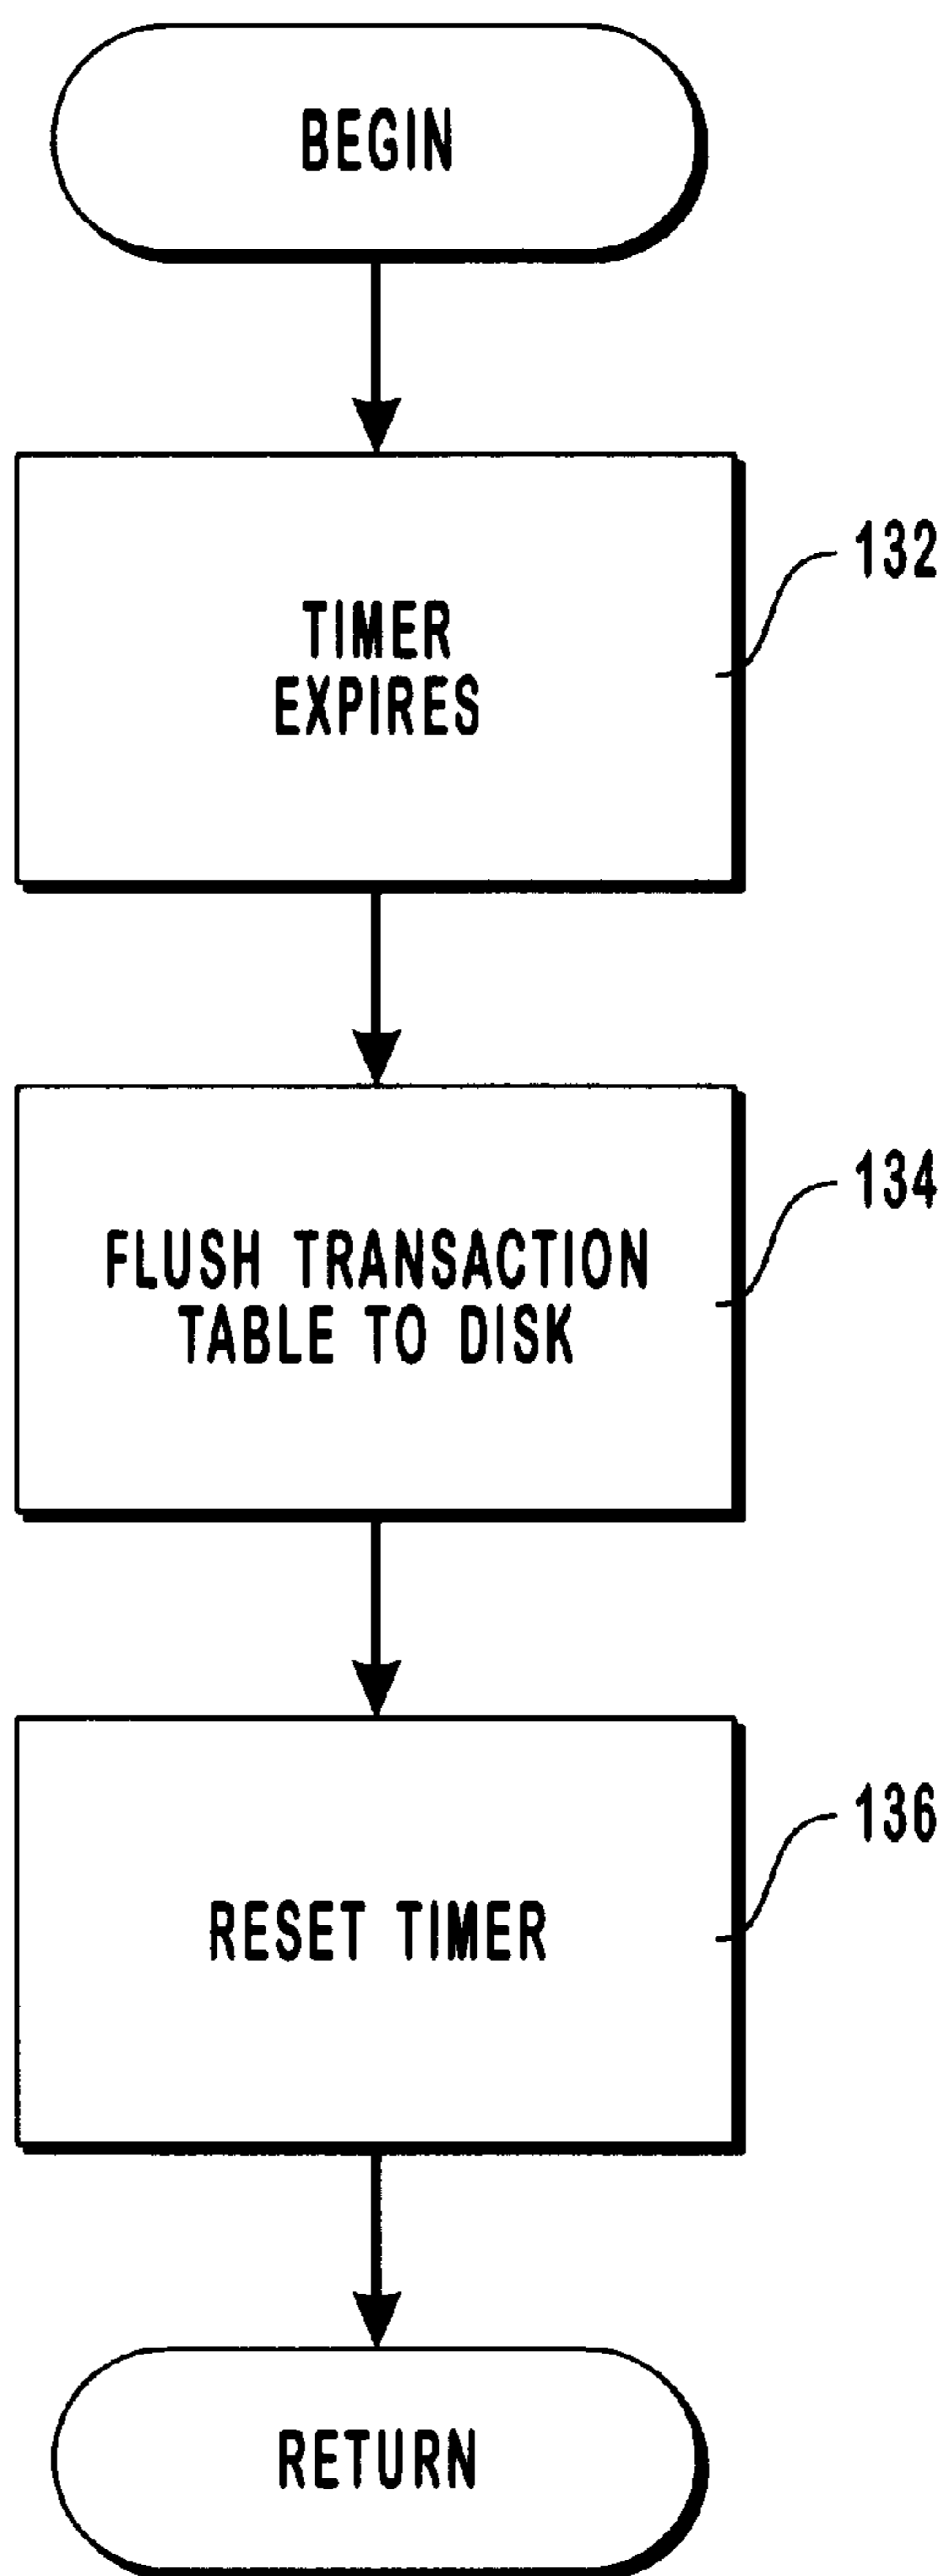 BEGIN
TIMER
EXPIRES
132
FLUSH TRANSACTION
TABLE TO DISK
134
RESET TIMER
136
RETURN